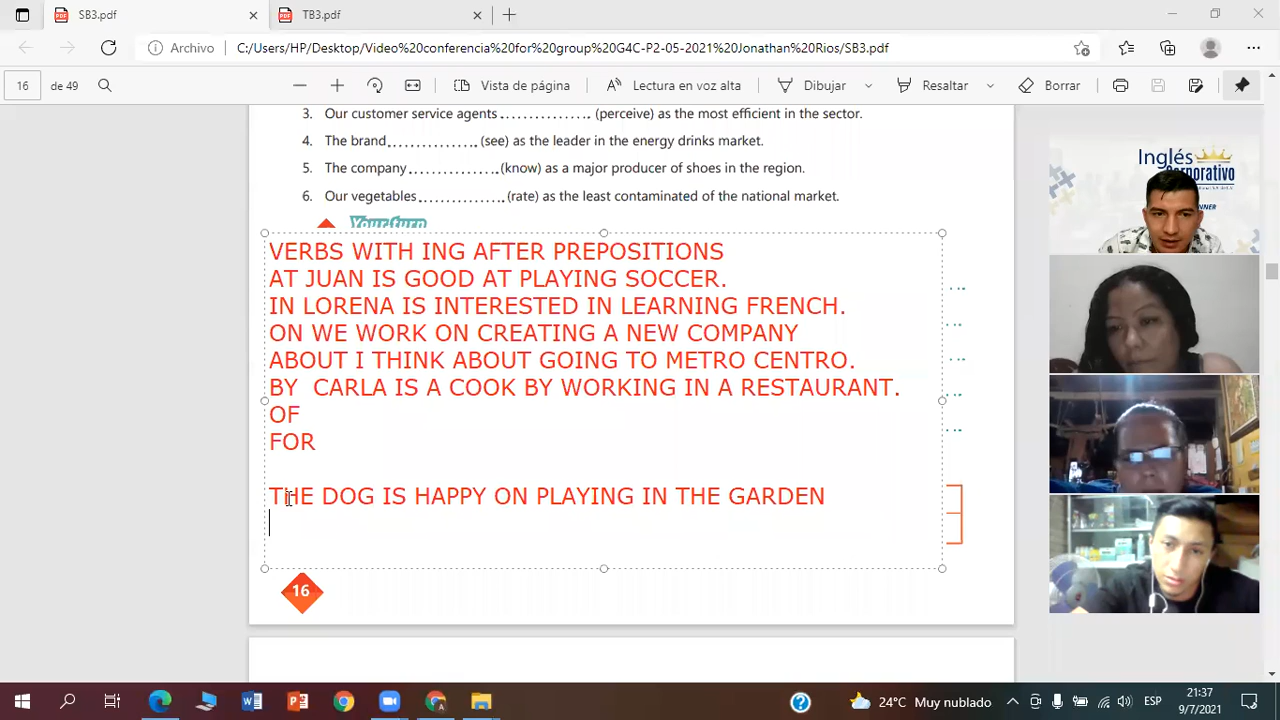 SB3.pdf
TB3.pdf
Archivo
C:/Users/HP/Desktop/Video%20conferencia%20for%20group%20G4C-P2-05-2021%20Jonathan%20Rios/SB3.pdf
16 de 49
Vista de página
Lectura en voz alta
Dibujar
Resaltar
Borrar
3. Our customer service agents .............. (perceive) as the most efficient in the sector.
4. The brand .............. (see) as the leader in the energy drinks market.
5. The company .............. (know) as a major producer of shoes in the region.
6. Our vegetables .............. (rate) as the least contaminated of the national market.
Your turn
VERBS WITH ING AFTER PREPOSITIONS
AT JUAN IS GOOD AT PLAYING SOCCER.
IN LORENA IS INTERESTED IN LEARNING FRENCH.
ON WE WORK ON CREATING A NEW COMPANY
ABOUT I THINK ABOUT GOING TO METRO CENTRO.
BY  CARLA IS A COOK BY WORKING IN A RESTAURANT.
OF
FOR
THE DOG IS HAPPY ON PLAYING IN THE GARDEN
16
Inglés
Corporativo
24°C Muy nublado
ESP
21:37
9/7/2021